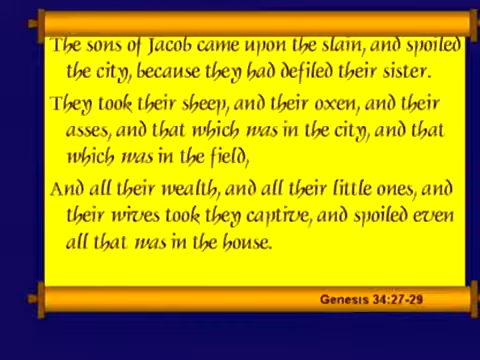 The sons of Jacob came upon the slain, and spoiled
the city, because they had defiled their sister.
They took their sheep, and their oxen, and their
asses, and that which was in the city, and that
which was in the field,
And all their wealth, and all their little ones, and
their wives took they captive, and spoiled even
all that was in the house.
Genesis 34:27-29